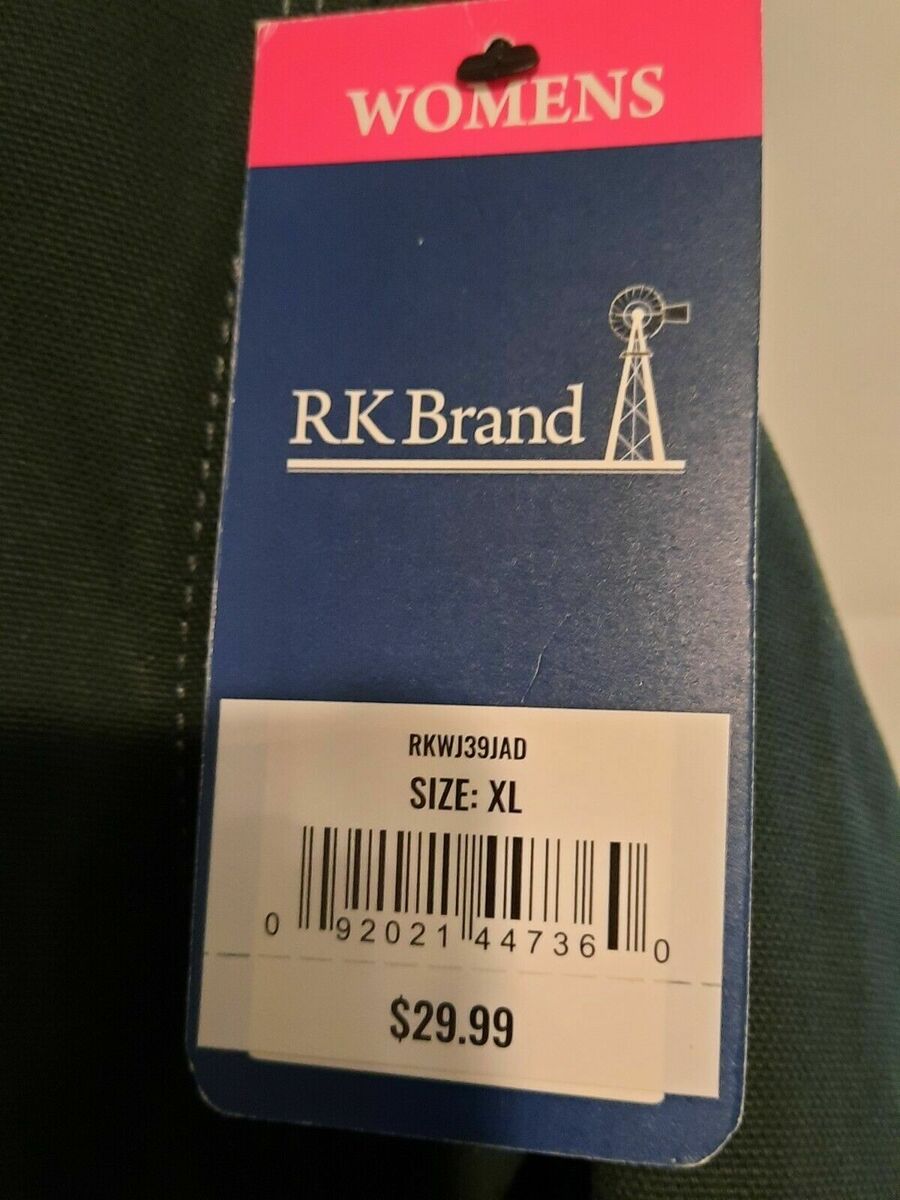 WOMENS
RK Brand
RKWJ39JAD
SIZE: XL
0 92021 44736 0
$29.99